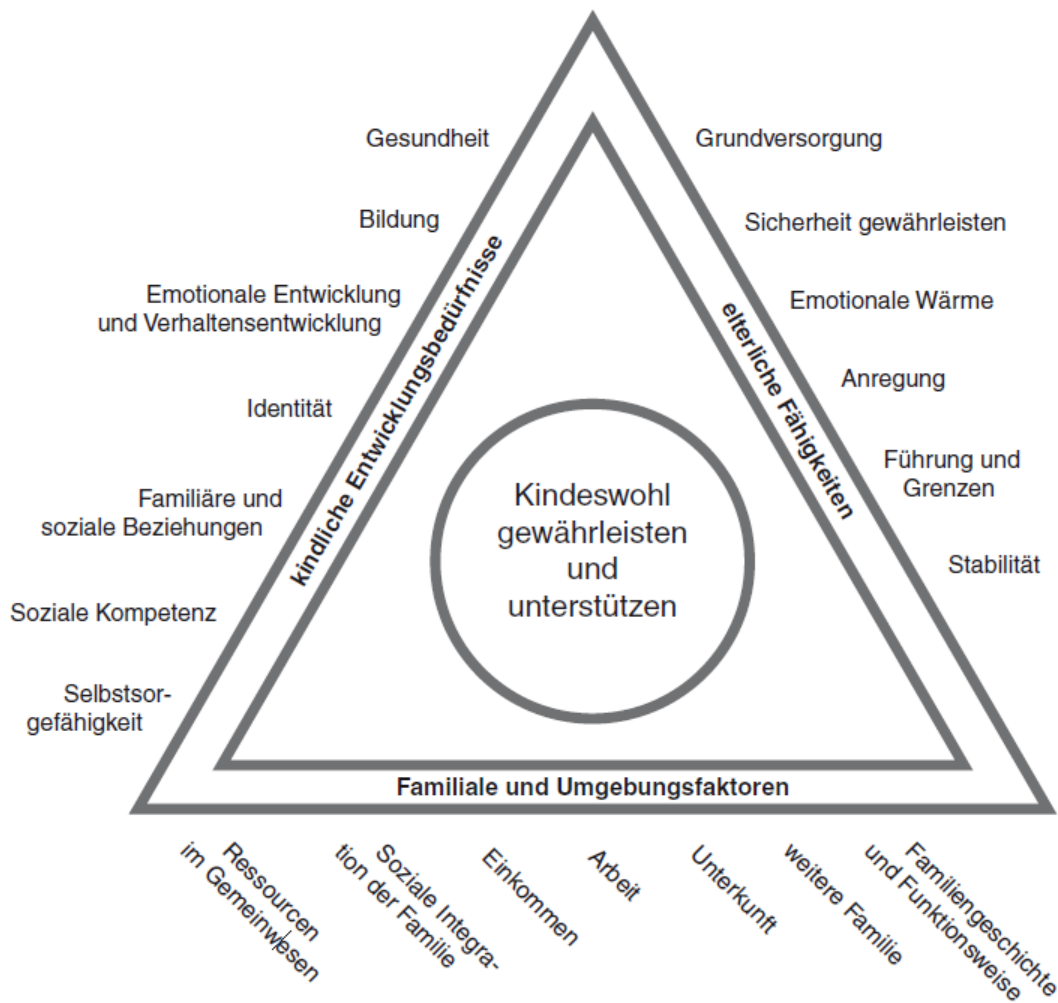 Gesundheit
Bildung
Emotionale Entwicklung
und Verhaltensentwicklung
Identität
Familiäre und
soziale Beziehungen
Soziale Kompetenz
Selbstsor-
gefähigkeit
kindliche Entwicklungsbedürfnisse
Grundversorgung
Sicherheit gewährleisten
Emotionale Wärme
Anregung
Führung und
Grenzen
Stabilität
elterliche Fähigkeiten
Kindeswohl
gewährleisten
und
unterstützen
Familiale und Umgebungsfaktoren
Ressourcen
im Gemeinwesen
Soziale Integra-
tion der Familie
Einkommen
Arbeit
Unterkunft
weitere Familie
Familiengeschichte
und Funktionsweise